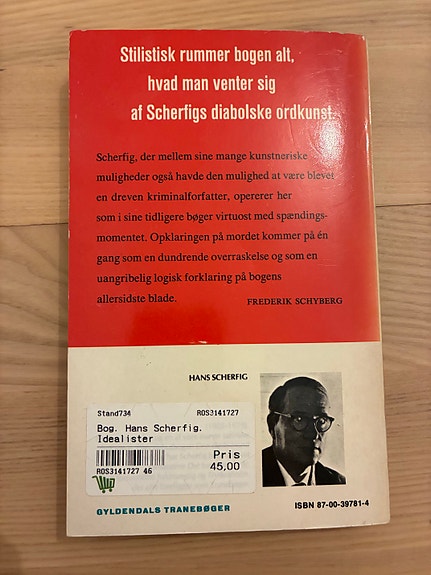 Stilistisk rummer bogen alt,
hvad man venter sig
af Scherfigs diabolske ordkunst.
Scherfig, der mellem sine mange kunstneriske
muligheder også havde den mulighed at være blevet
en dreven kriminalforfatter, opererer her
som i sine tidligere bøger virtuost med spændings-
momentet. Opklaringen på mordet kommer på én
gang som en dundrende overraskelse og som en
uangribelig logisk forklaring på bogens
allersidste blade.
FREDERIK SCHYBERG
HANS SCHERFIG
Stand734 ROS3141727
Bog. Hans Scherfig.
Idealister
Pris
45,00
ROS3141727 46
GYLDENDALS TRANEBØGER
ISBN 87-00-39781-4